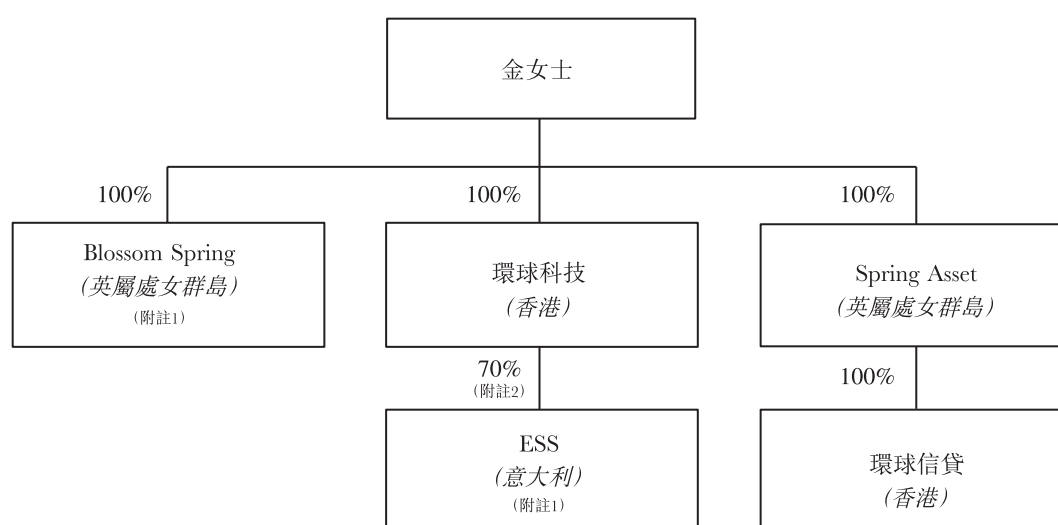 金女士
100%
100%
100%
Blossom Spring
（英屬處女群島）
（附註1）
環球科技
（香港）
Spring Asset
（英屬處女群島）
70%
（附註2）
100%
ESS
（意大利）
（附註1）
環球信貸
（香港）